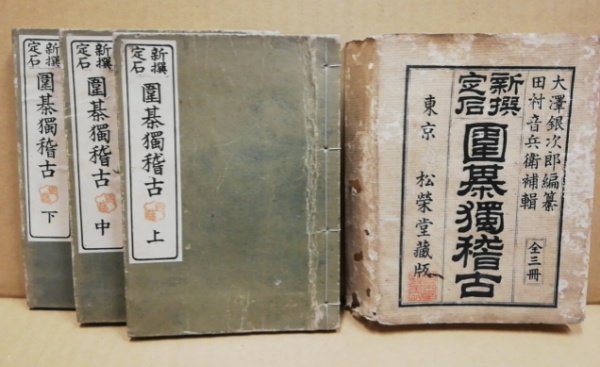 新撰
定石
圍棊獨稽古
上
新撰
定石
圍棊獨稽古
中
新撰
定石
圍棊獨稽古
下
大澤銀次郎編纂
田村音兵衛補輯
全三冊
新撰
定石
圍棊獨稽古
東京 松榮堂藏版